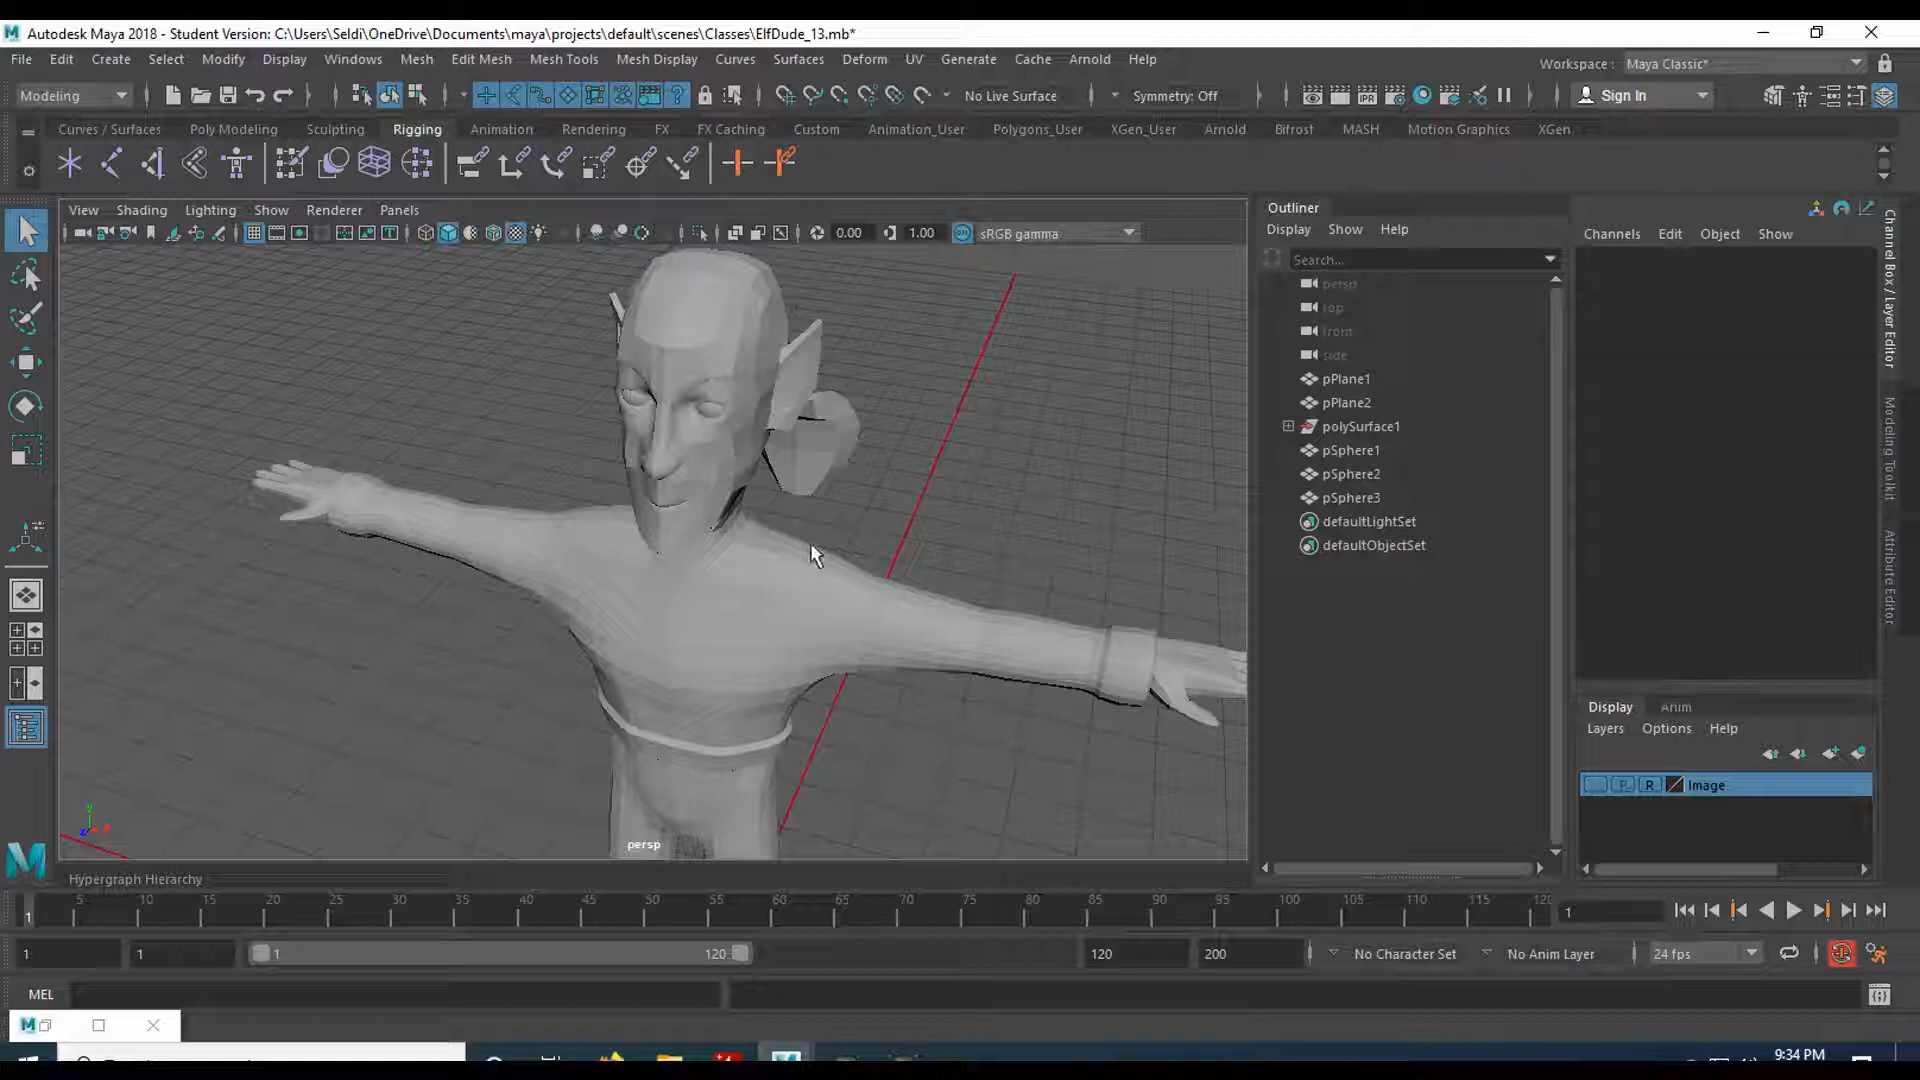 Autodesk Maya 2018 - Student Version: C:\Users\Seldi\OneDrive\Documents\maya\projects\default\scenes\Classes\ElfDude_13.mb*
File Edit Create Select Modify Display Windows Mesh Edit Mesh Mesh Tools Mesh Display Curves Surfaces Deform UV Generate Cache Arnold Help
Workspace : Maya Classic*
Modeling No Live Surface Symmetry: Off IPR Sign In
Curves / Surfaces Poly Modeling Sculpting Rigging Animation Rendering FX FX Caching Custom Animation_User Polygons_User XGen_User Arnold Bifrost MASH Motion Graphics XGen
View Shading Lighting Show Renderer Panels
0.00 1.00 sRGB gamma
Outliner
Display Show Help
Search...
persp
top
front
side
pPlane1
pPlane2
polySurface1
pSphere1
pSphere2
pSphere3
defaultLightSet
defaultObjectSet
Channels Edit Object Show
Channel Box / Layer Editor
Modeling Toolkit
Attribute Editor
Display Anim
Layers Options Help
P R Image
persp
Hypergraph Hierarchy
5 10 15 20 25 30 35 40 45 50 55 60 65 70 75 80 85 90 95 100 105 110 115 120
1 1
1 1 1 120 120 200 No Character Set No Anim Layer 24 fps
MEL
9:34 PM